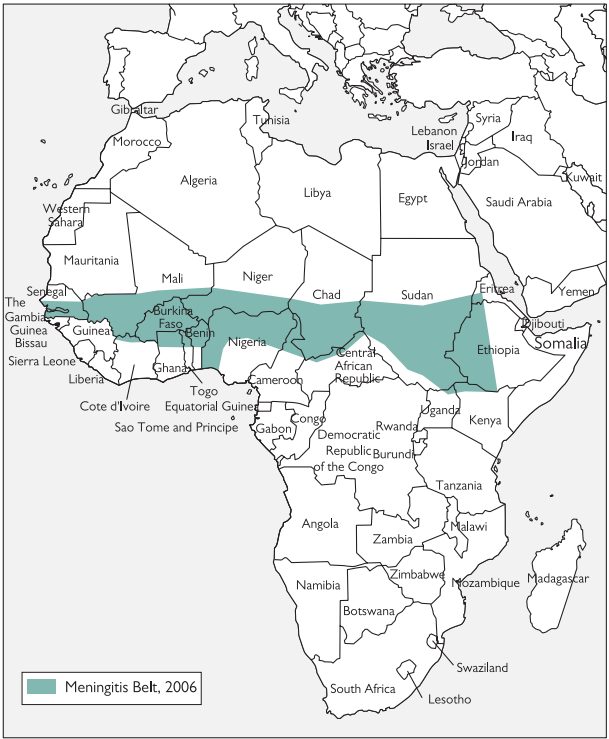 Gibraltar
Tunisia
Morocco
Lebanon
Israel
Syria
Iraq
Jordan
Kuwait
Algeria
Libya
Egypt
Saudi Arabia
Western
Sahara
Mauritania
Mali
Niger
Chad
Sudan
Eritrea
Yemen
Senegal
The
Gambia
Guinea
Bissau
Guinea
Burkina
Faso
Benin
Nigeria
Djibouti
Somalia
Ethiopia
Sierra Leone
Liberia
Ghana
Central
African
Republic
Cameroon
Togo
Cote d'Ivoire
Equatorial Guinea
Sao Tome and Principe
Gabon
Congo
Uganda
Kenya
Rwanda
Burundi
Democratic
Republic
of the Congo
Tanzania
Angola
Malawi
Zambia
Zimbabwe
Mozambique
Madagascar
Namibia
Botswana
Swaziland
South Africa
Lesotho
Meningitis Belt, 2006